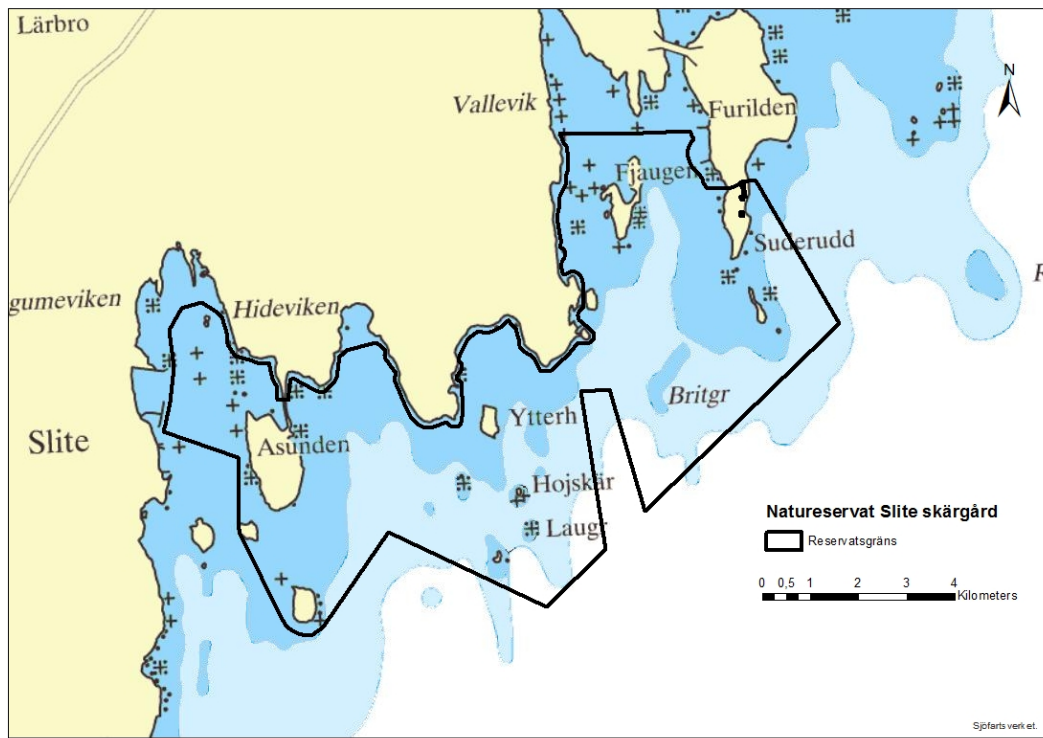 Lärbro
N
Vallevik
Furilden
Fjaugen
Suderudd
gumeviken
Hideviken
Britgr
Ytterh
Slite
Asunden
Hojskär
Laugr
Natureservat Slite skärgård
Reservatsgräns
0 0,5 1 2 3 4
Kilometers
Sjöfartsverket.